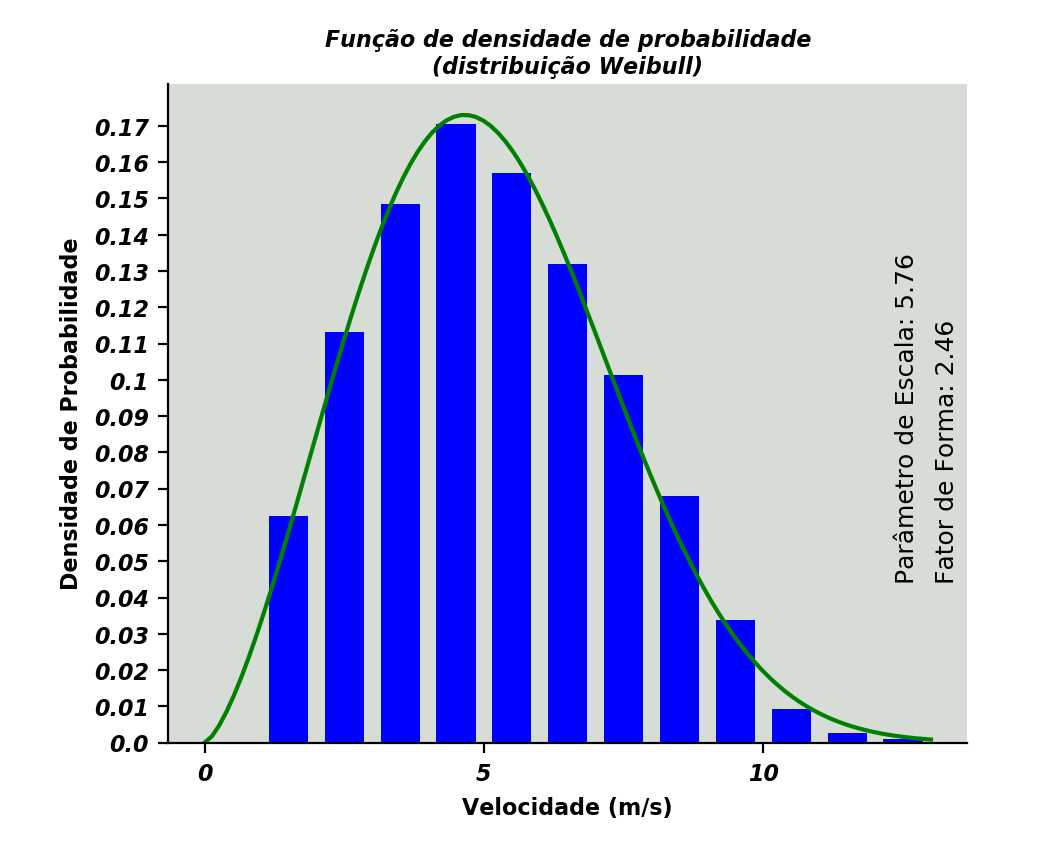 Função de densidade de probabilidade
(distribuição Weibull)
0.17
0.16
0.15
0.14
0.13
0.12
0.11
0.1
0.09
0.08
0.07
0.06
0.05
0.04
0.03
0.02
0.01
0.0
Densidade de Probabilidade
Parâmetro de Escala: 5.76
Fator de Forma: 2.46
0 5 10
Velocidade (m/s)